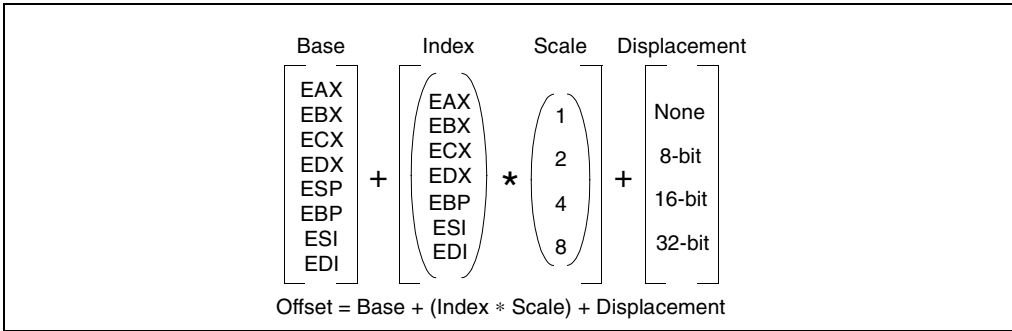 Base Index Scale Displacement
EAX
EBX
ECX
EDX
ESP
EBP
ESI
EDI
+
EAX
EBX
ECX
EDX
EBP
ESI
EDI
*
1
2
4
8
+
None
8-bit
16-bit
32-bit
Offset = Base + (Index * Scale) + Displacement